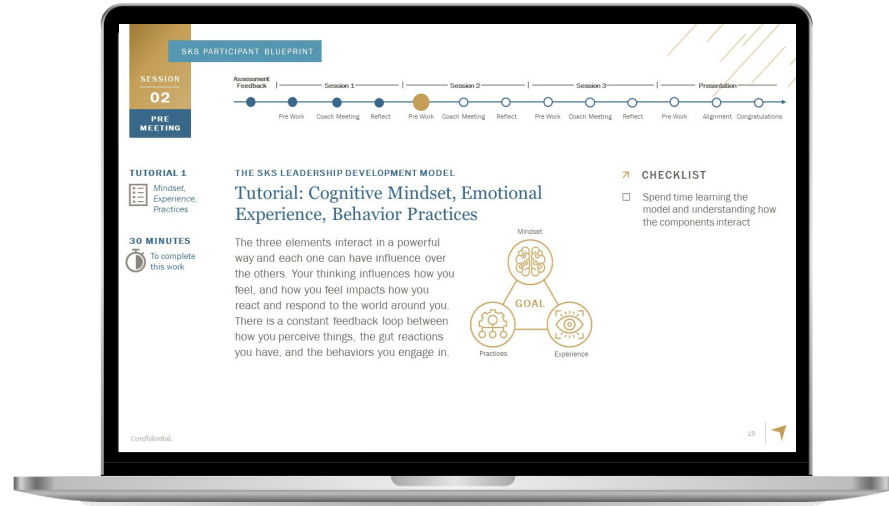 SKS PARTICIPANT BLUEPRINT
SESSION
02
PRE
MEETING
Assessment
Feedback
Session 1
Session 2
Session 3
Presentation
Pre Work
Coach Meeting
Reflect
Pre Work
Coach Meeting
Reflect
Pre Work
Coach Meeting
Reflect
Pre Work
Alignment
Congratulations
TUTORIAL 1
Mindset,
Experience,
Practices
30 MINUTES
To complete
this work
THE SKS LEADERSHIP DEVELOPMENT MODEL
Tutorial: Cognitive Mindset, Emotional
Experience, Behavior Practices
The three elements interact in a powerful
way and each one can have influence over
the others. Your thinking influences how you
feel, and how you feel impacts how you
react and respond to the world around you.
There is a constant feedback loop between
how you perceive things, the gut reactions
you have, and the behaviors you engage in.
Mindset
GOAL
Practices
Experience
CHECKLIST
Spend time learning the
model and understanding how
the components interact
Confidential.
19